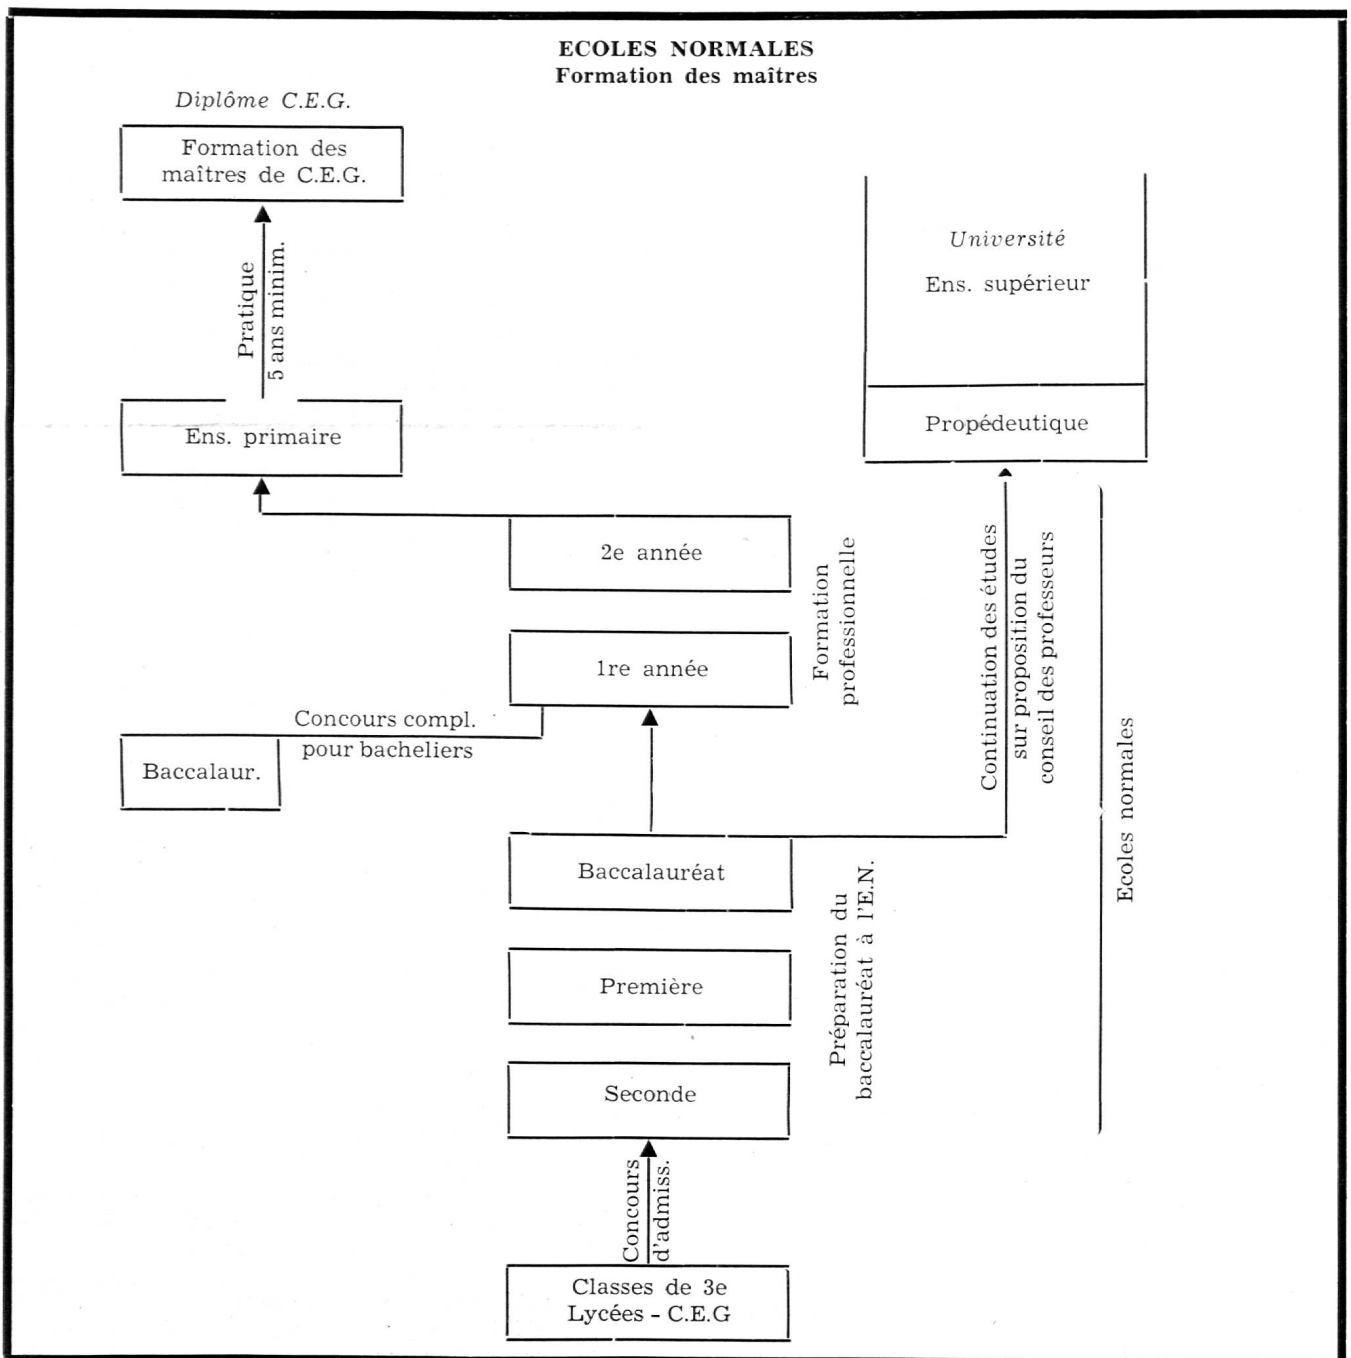 ECOLES NORMALES
Formation des maîtres
Diplôme C.E.G.
Formation des
maîtres de C.E.G.
Pratique
5 ans minim.
Université
Ens. supérieur
Propédeutique
Ens. primaire
2e année
1re année
Formation
professionnelle
Continuation des études
sur proposition du
conseil des professeurs
Ecoles normales
Concours compl.
pour bacheliers
Baccalaur.
Baccalauréat
Première
Seconde
Préparation du
baccalauréat à l'E.N.
Concours
d'admiss.
Classes de 3e
Lycées - C.E.G